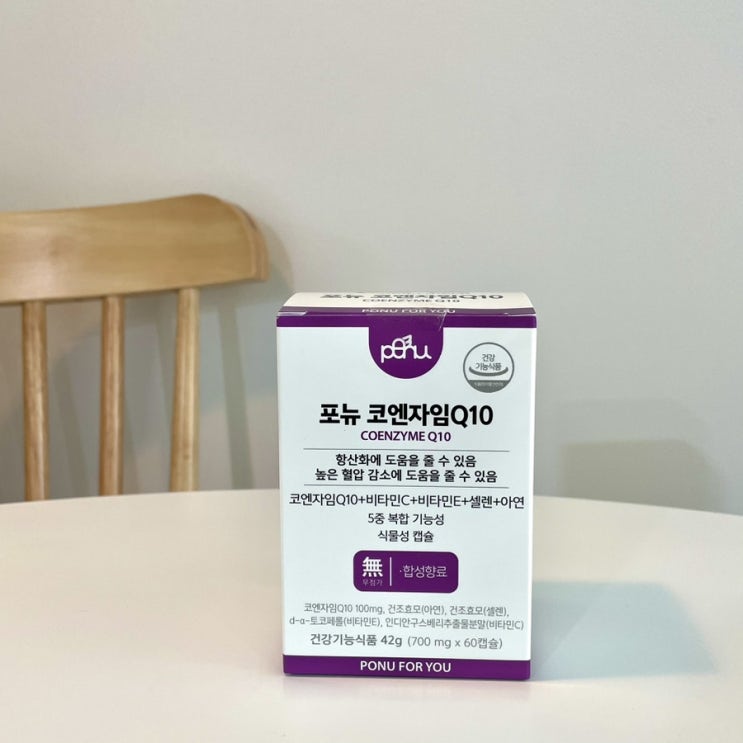 포뉴 코엔자임Q10
COENZYME Q10
PONU FOR YOU
ponu
건강
기능식품
포뉴 코엔자임Q10
COENZYME Q10
항산화에 도움을 줄 수 있음
높은 혈압 감소에 도움을 줄 수 있음
코엔자임Q10+비타민C+비타민E+셀렌+아연
5중 복합 기능성
식물성 캡슐
無 ·합성향료
무첨가
코엔자임Q10 100mg, 건조효모(아연), 건조효모(셀렌),
d-α-토코페롤(비타민E), 인디안구스베리추출물분말(비타민C)
건강기능식품 42g (700 mg x 60캡슐)
PONU FOR YOU